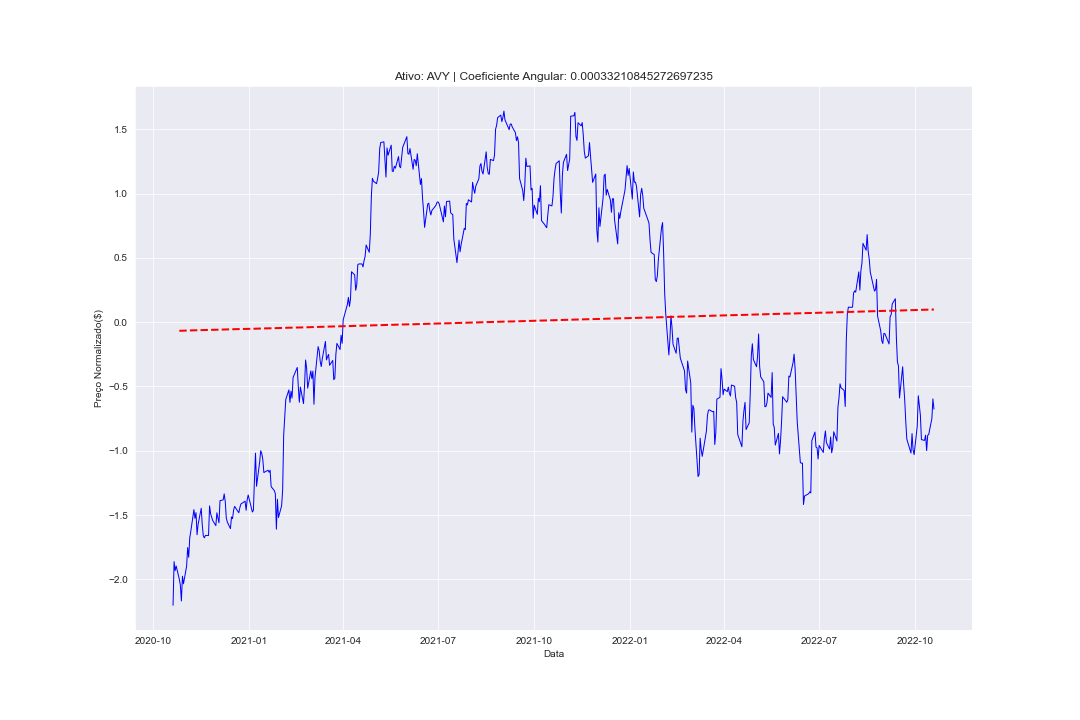 Ativo: AVY | Coeficiente Angular: 0.00033210845272697235
Preço Normalizado($)
1.5
1.0
0.5
0.0
−0.5
−1.0
−1.5
−2.0
2020-10 2021-01 2021-04 2021-07 2021-10 2022-01 2022-04 2022-07 2022-10
Data